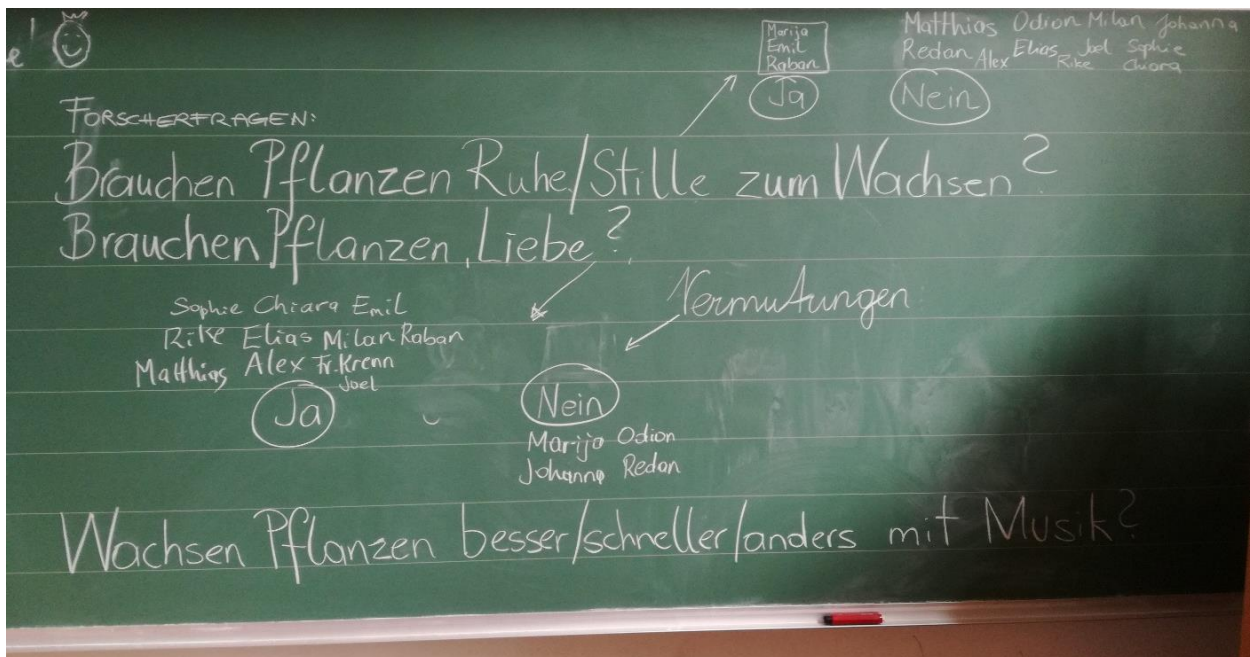 e!
Marija
Emil
Raban
Ja
Matthias Odion Milan Johanna
Redan Alex Elias Rike Joel Sophie
Chiara
Nein
FORSCHERFRAGEN:
Brauchen Pflanzen Ruhe/Stille zum Wachsen?
Brauchen Pflanzen Liebe?
Vermutungen
Sophie Chiara Emil
Rike Elias Milan Raban
Matthias Alex Fr. Krenn
Joel
Ja
Nein
Marija Odion
Johanna Redan
Wachsen Pflanzen besser/schneller/anders mit Musik?